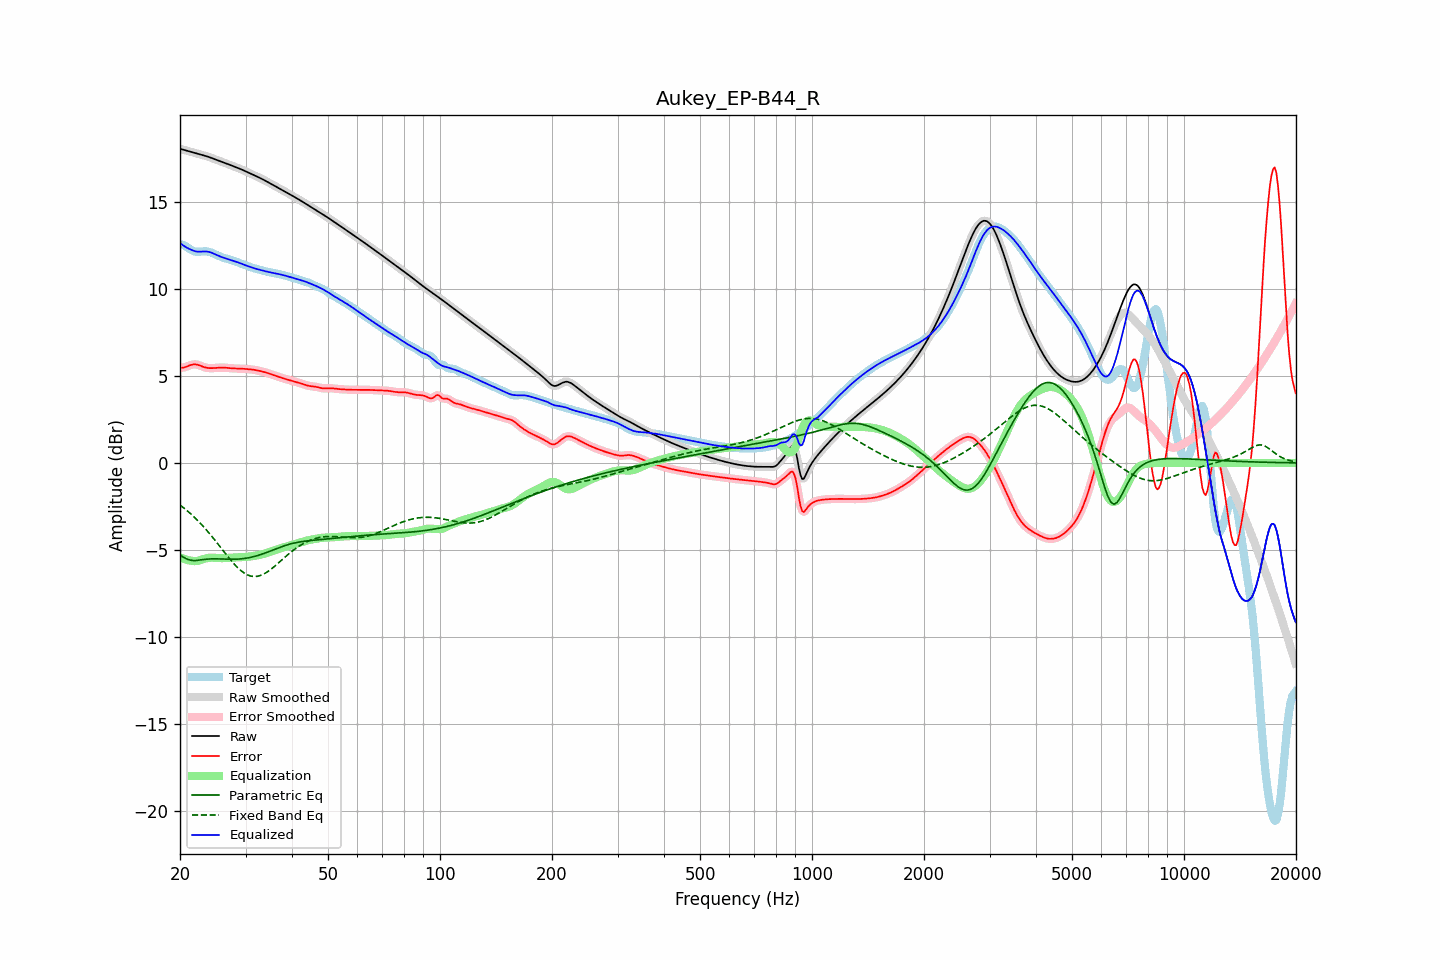 Aukey_EP-B44_R
Amplitude (dBr)
15
10
5
0
−5
−10
−15
−20
Target
Raw Smoothed
Error Smoothed
Raw
Error
Equalization
Parametric Eq
Fixed Band Eq
Equalized
20 50 100 200 500 1000 2000 5000 10000 20000
Frequency (Hz)